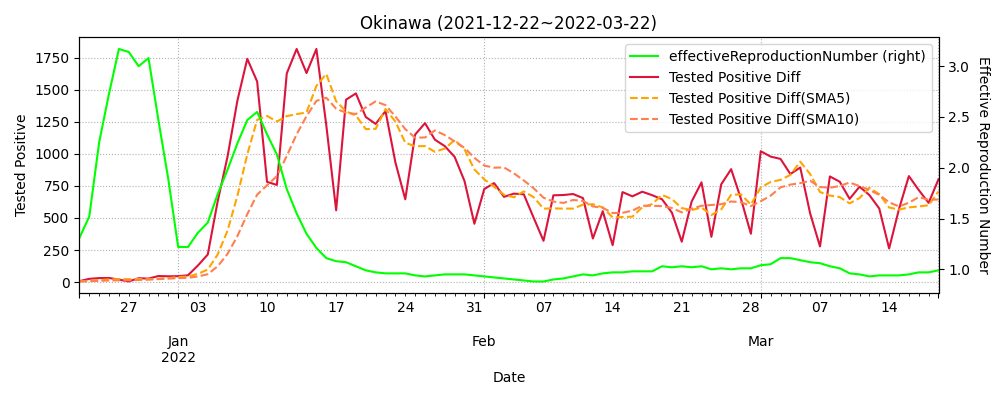 Okinawa (2021-12-22~2022-03-22)
effectiveReproductionNumber (right)
Tested Positive Diff
Tested Positive Diff(SMA5)
Tested Positive Diff(SMA10)
Tested Positive
1750
1500
1250
1000
750
500
250
0
3.0
2.5
2.0
1.5
1.0
Effective Reproduction Number
27 03 10 17 24 31 07 14 21 28 07 14
Jan Feb Mar
2022
Date